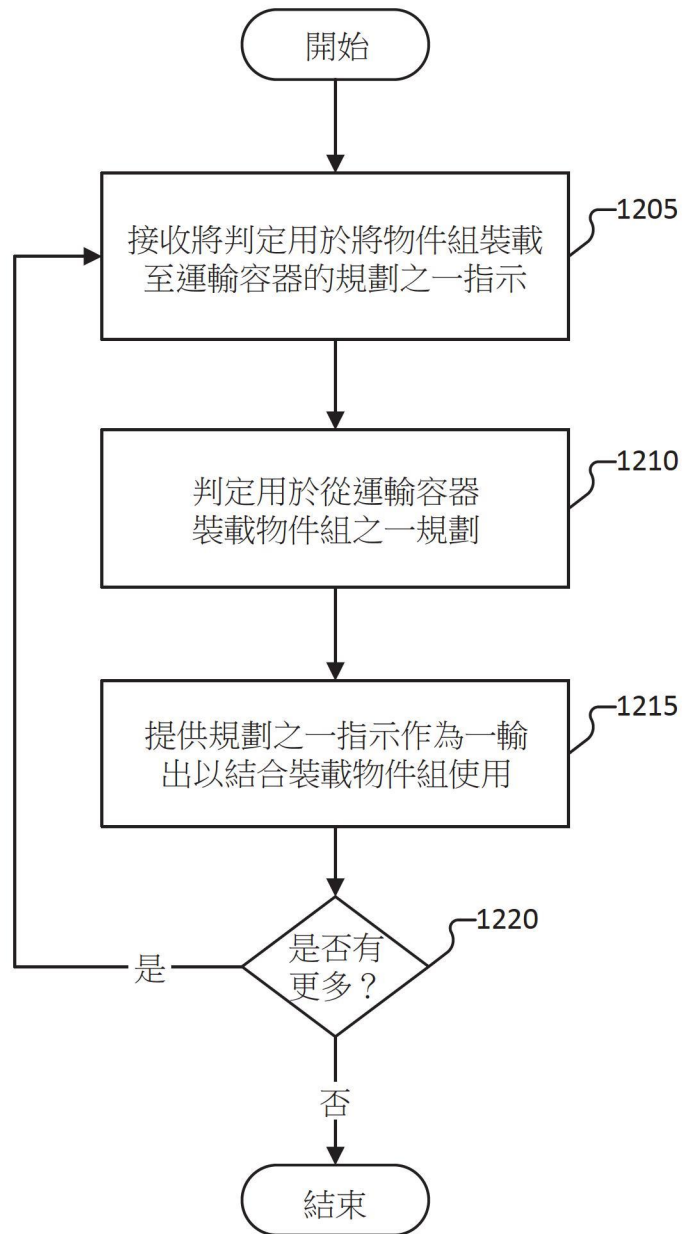 開始
接收將判定用於將物件組裝載
至運輸容器的規劃之一指示
1205
判定用於從運輸容器
裝載物件組之一規劃
1210
提供規劃之一指示作為一輸
出以結合裝載物件組使用
1215
是否有
更多？
1220
是
否
結束